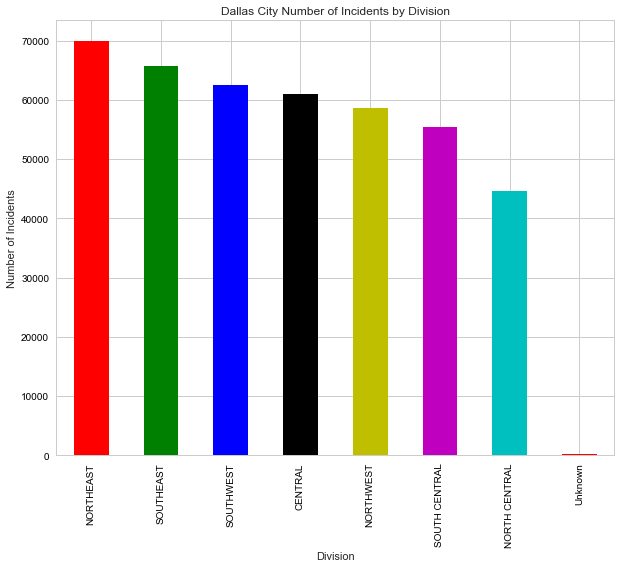 Dallas City Number of Incidents by Division
Number of Incidents
70000
60000
50000
40000
30000
20000
10000
0
NORTHEAST
SOUTHEAST
SOUTHWEST
CENTRAL
NORTHWEST
SOUTH CENTRAL
NORTH CENTRAL
Unknown
Division